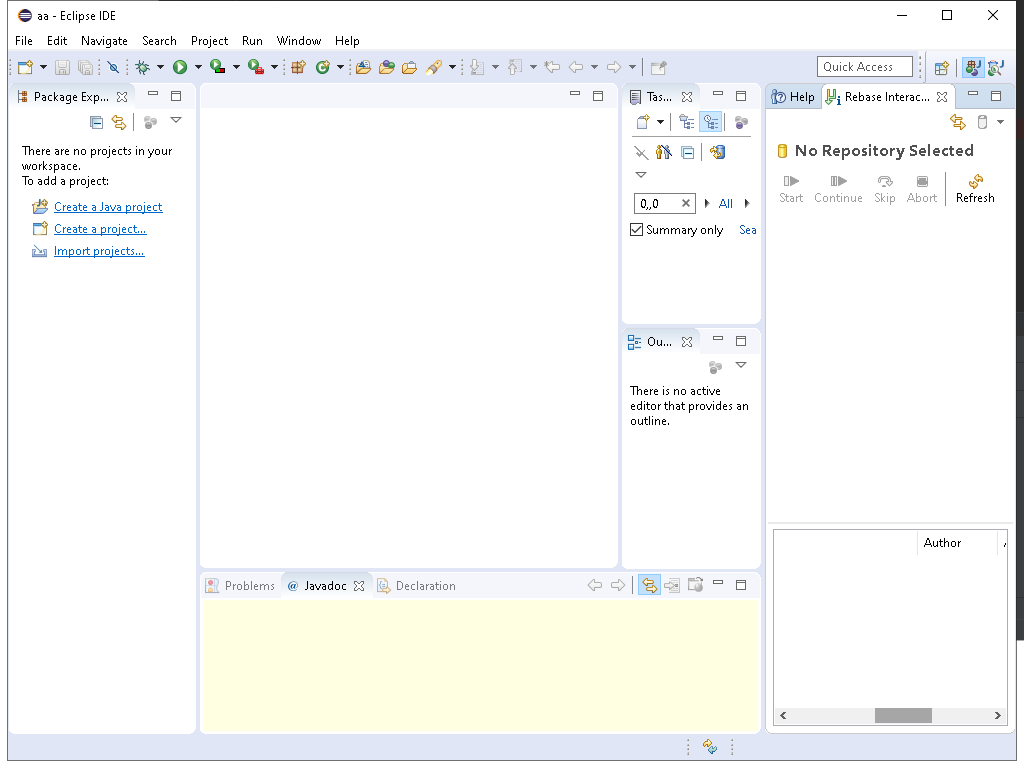 aa - Eclipse IDE
File Edit Navigate Search Project Run Window Help
Quick Access
Package Exp...
There are no projects in your
workspace.
To add a project:
Create a Java project
Create a project...
Import projects...
Tas...
0,,0
All
Summary only
Sea
Ou...
There is no active
editor that provides an
outline.
Help
Rebase Interac...
No Repository Selected
Start Continue Skip Abort Refresh
Author
Problems
@ Javadoc
Declaration